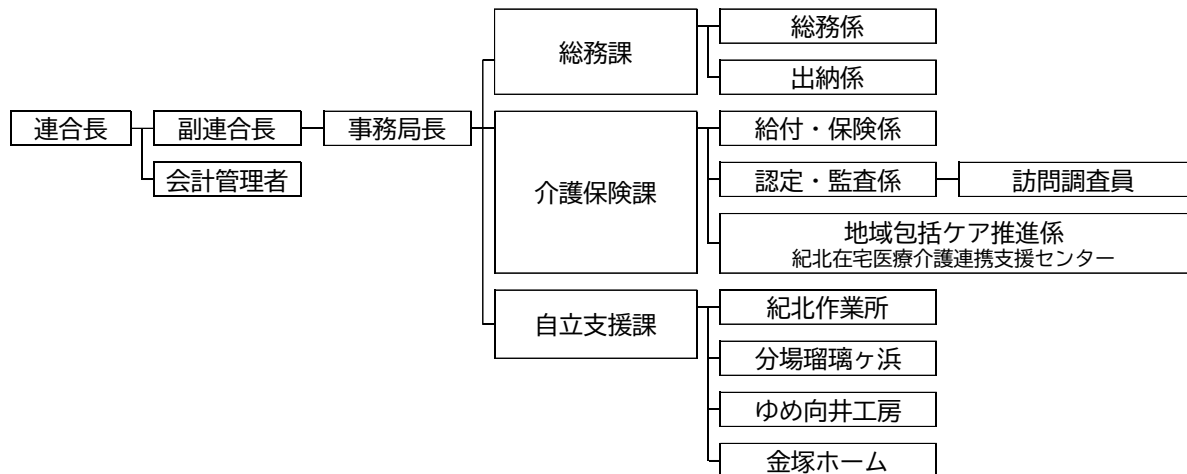 総務課
総務係
出納係
連合長
副連合長
事務局長
会計管理者
介護保険課
給付・保険係
認定・監査係
訪問調査員
地域包括ケア推進係
紀北在宅医療介護連携支援センター
自立支援課
紀北作業所
分場瑠璃ヶ浜
ゆめ向井工房
金塚ホーム